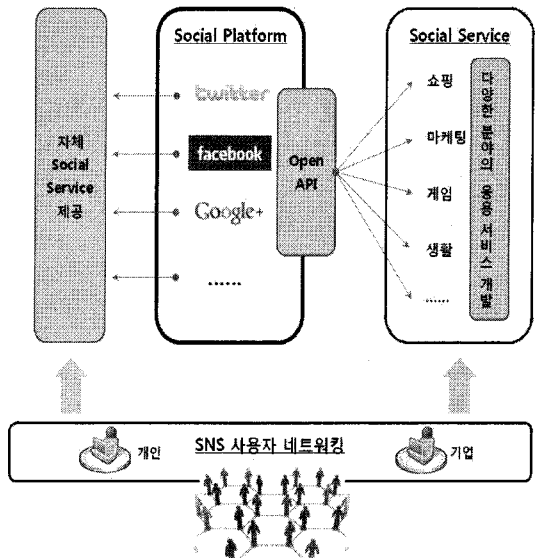 Social Platform
twitter
facebook
Google+
......
자체
Social
Service
제공
Open
API
Social Service
쇼핑
마케팅
게임
생활
......
다양한 분야의 응용 서비스 개발
SNS 사용자 네트워킹
개인
기업